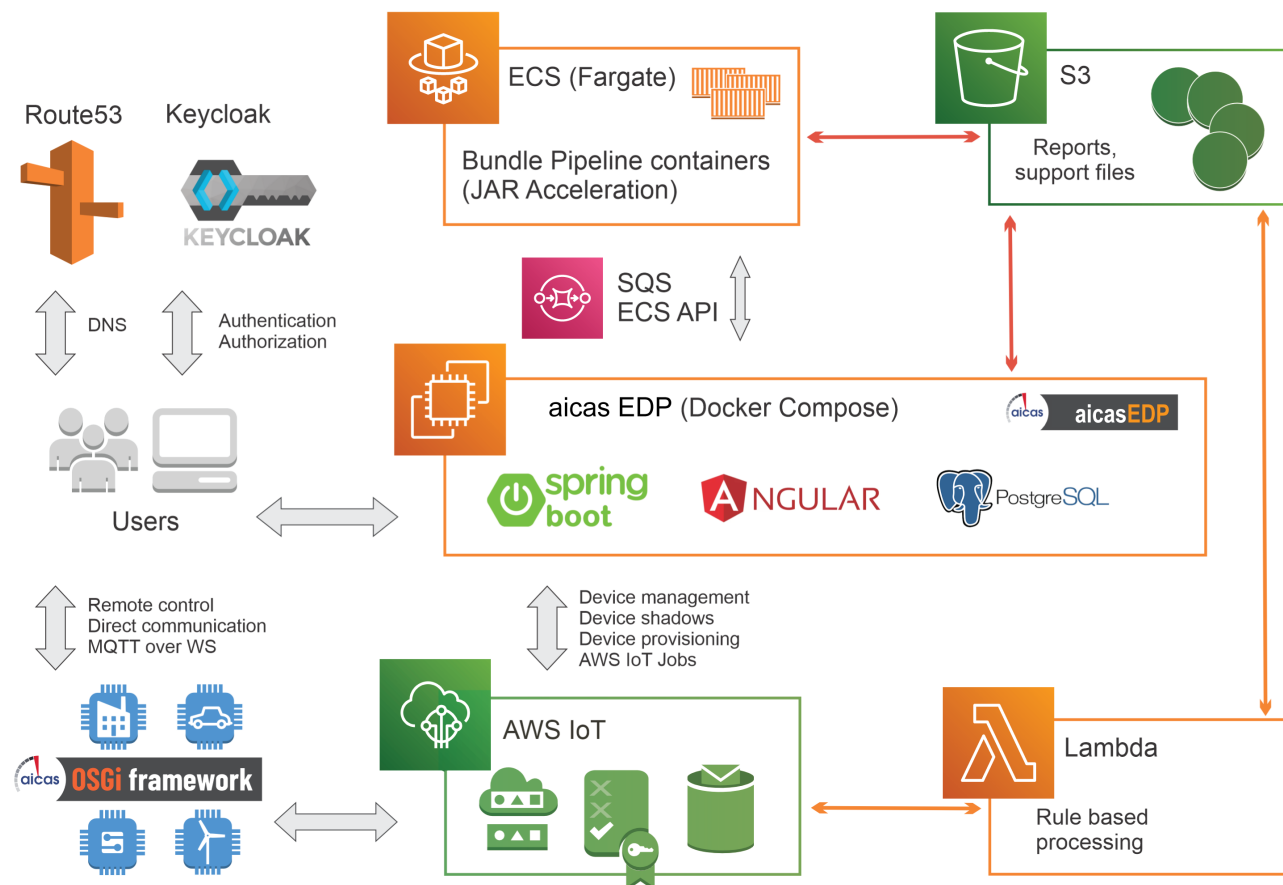 Route53
Keycloak
KEYCLOAK
ECS (Fargate)
Bundle Pipeline containers
(JAR Acceleration)
S3
Reports,
support files
DNS
Authentication
Authorization
SQS
ECS API
Users
aicas EDP (Docker Compose)
aicas
aicasEDP
spring
boot
A
NGULAR
PostgreSQL
Remote control
Direct communication
MQTT over WS
Device management
Device shadows
Device provisioning
AWS IoT Jobs
aicas
OSGi framework
AWS IoT
Lambda
Rule based
processing